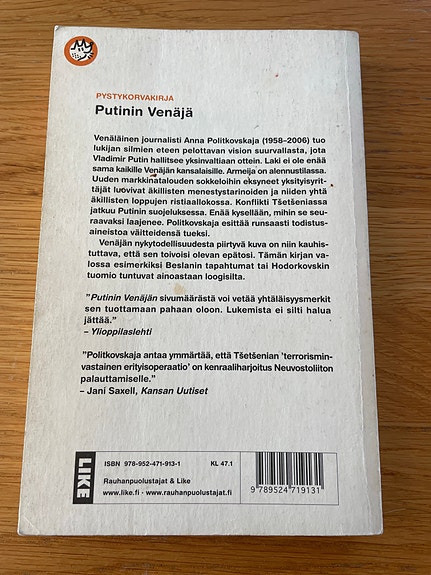 PYSTYKORVAKIRJA
Putinin Venäjä
Venäläinen journalisti Anna Politkovskaja (1958–2006) tuo
lukijan silmien eteen pelottavan vision suurvallasta, jota
Vladimir Putin hallitsee yksinvaltiaan ottein. Laki ei ole enää
sama kaikille Venäjän kansalaisille. Armeija on alennustilassa.
Uuden markkinatalouden sokkeloihin eksyneet yksityisyrit-
täjät luovivat äkillisten menestystarinoiden ja niiden yhtä
äkillisten loppujen ristiaallokossa. Konflikti Tšetšeniassa
jatkuu Putinin suojeluksessa. Enää kysellään, mihin se seu-
raavaksi laajenee. Politkovskaja esittää runsaasti todistus-
aineistoa väitteidensä tueksi.
Venäjän nykytodellisuudesta piirtyvä kuva on niin kauhis-
tuttava, että sen toivoisi olevan epätosi. Tämän kirjan va-
lossa esimerkiksi Beslanin tapahtumat tai Hodorkovskin
tuomio tuntuvat ainoastaan loogisilta.
”Putinin Venäjän sivumäärästä voi vetää yhtäläisyysmerkit
sen tuottamaan pahaan oloon. Lukemista ei silti halua
jättää.”
– Ylioppilaslehti
”Politkovskaja antaa ymmärtää, että Tšetšenian ’terrorismin-
vastainen erityisoperaatio’ on kenraaliharjoitus Neuvostoliiton
palauttamiselle.”
– Jani Saxell, Kansan Uutiset
LIKE
ISBN 978-952-471-913-1 KL 47.1
Rauhanpuolustajat & Like
www.like.fi · www.rauhanpuolustajat.fi
9 789524 719131